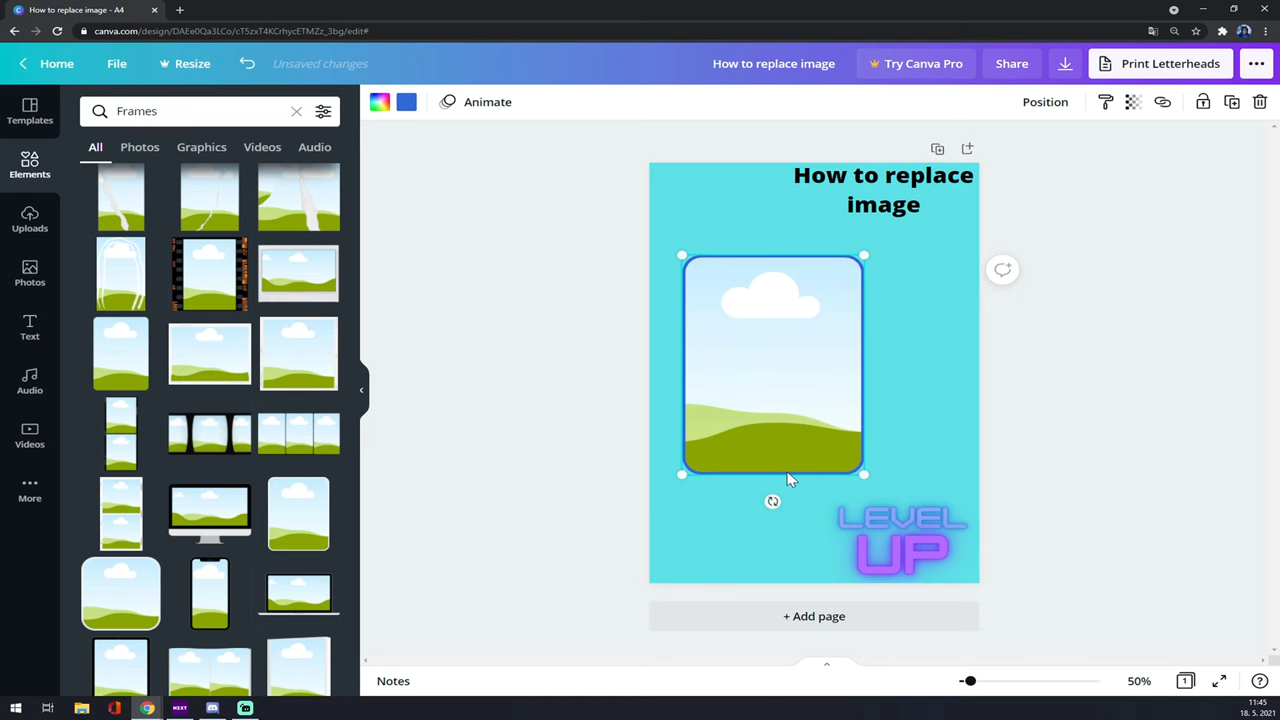 How to replace image - A4
canva.com/design/DAEe0Qa3LCo/cT5zxT4KCrhycETMZz_3bg/edit#
Home
File
Resize
Unsaved changes
How to replace image
Try Canva Pro
Share
Print Letterheads
Templates
Frames
Animate
Position
All
Photos
Graphics
Videos
Audio
Elements
Uploads
Photos
Text
Audio
Videos
More
How to replace
image
LEVEL
UP
+ Add page
Notes
50%
1
NEXT
11:45
18. 5. 2021